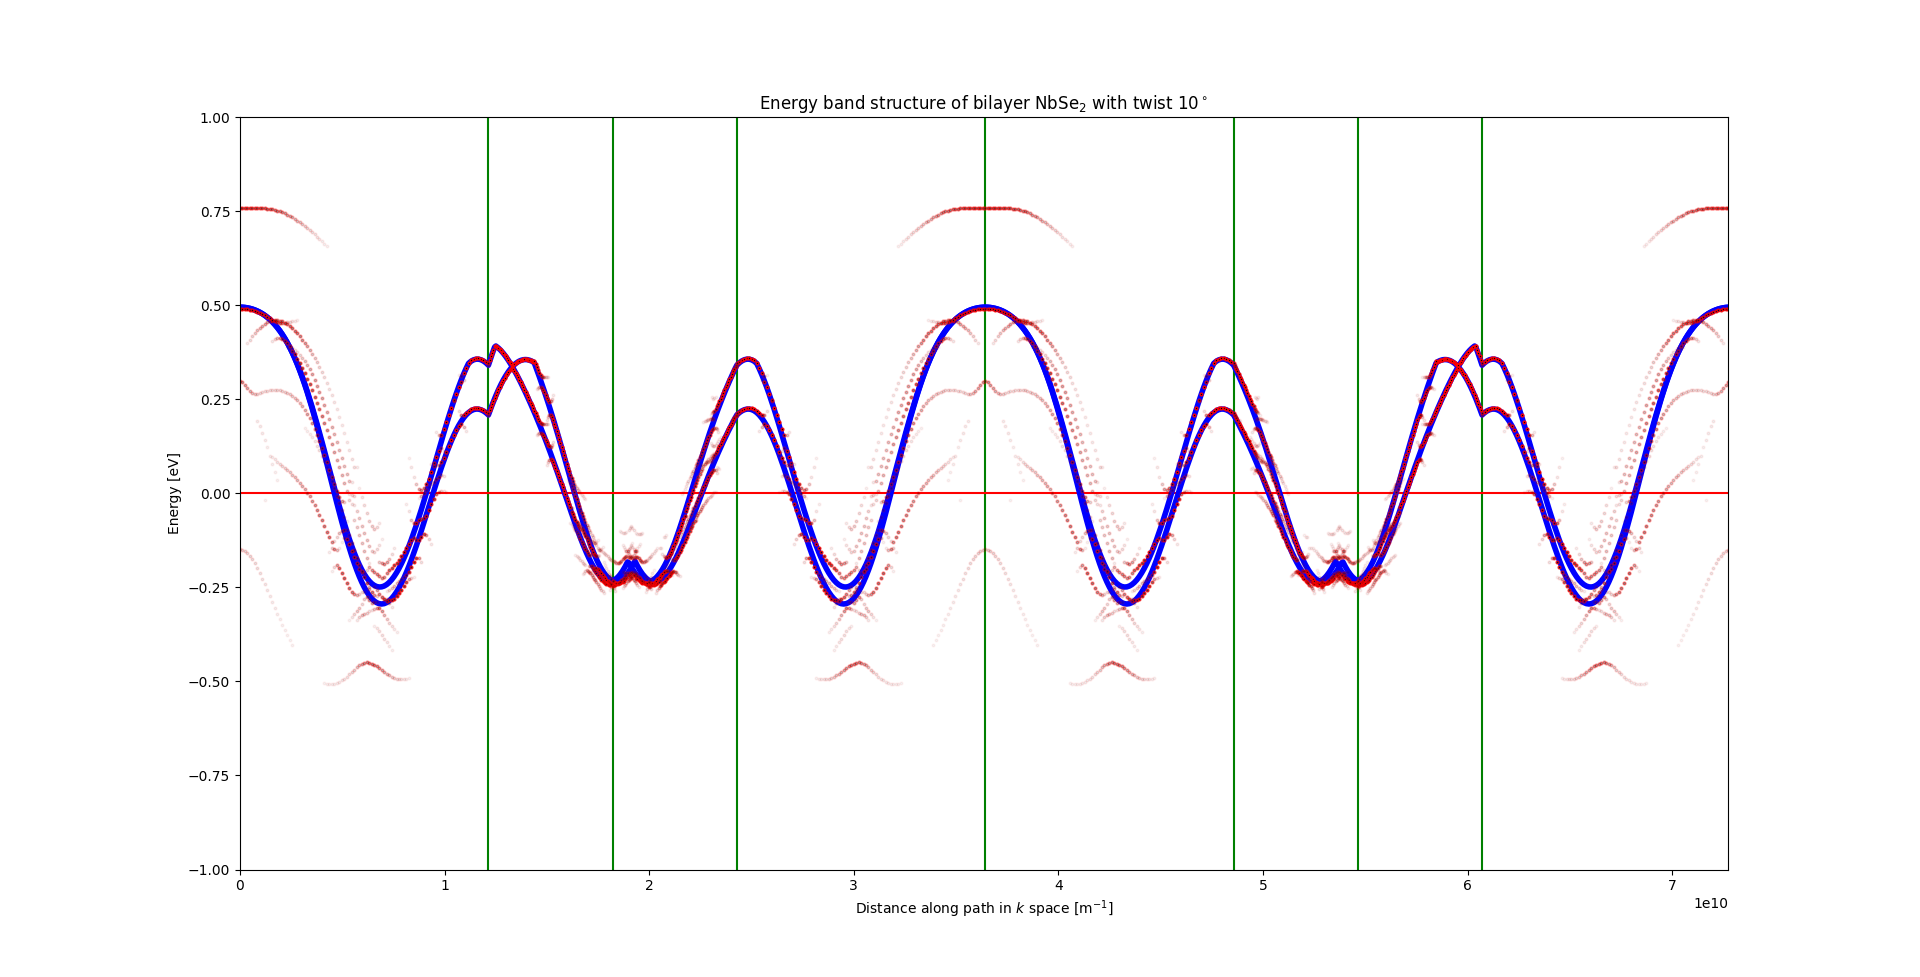 Energy band structure of bilayer NbSe₂ with twist 10°
1.00
0.75
0.50
0.25
0.00
−0.25
−0.50
−0.75
−1.00
Energy [eV]
0 1 2 3 4 5 6 7
1e10
Distance along path in k space [m⁻¹]